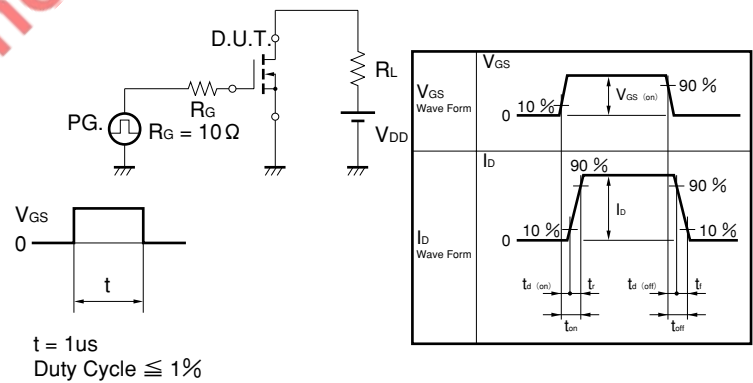 D.U.T.
RL
RG
PG.
RG = 10 Ω
VDD
VGS
0
t
t = 1us
Duty Cycle ≦ 1%
VGS
Wave Form
VGS
VGS (on)
10 %
90 %
0
ID
Wave Form
ID
90 %
90 %
ID
10 %
10 %
0
td (on)
tr
td (off)
tf
ton
toff